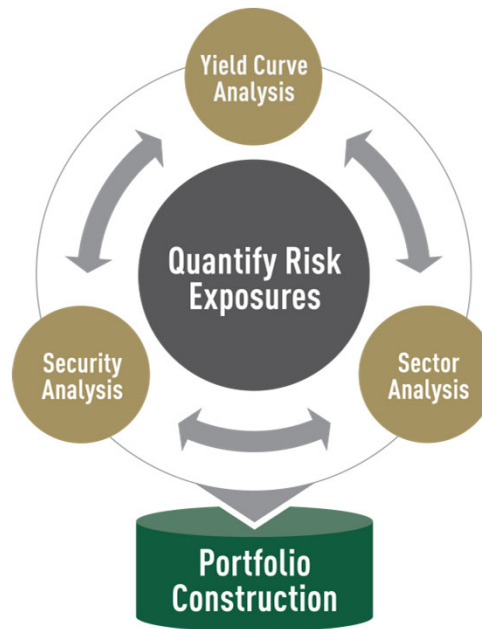 Yield Curve
Analysis
Quantify Risk
Exposures
Security
Analysis
Sector
Analysis
Portfolio
Construction